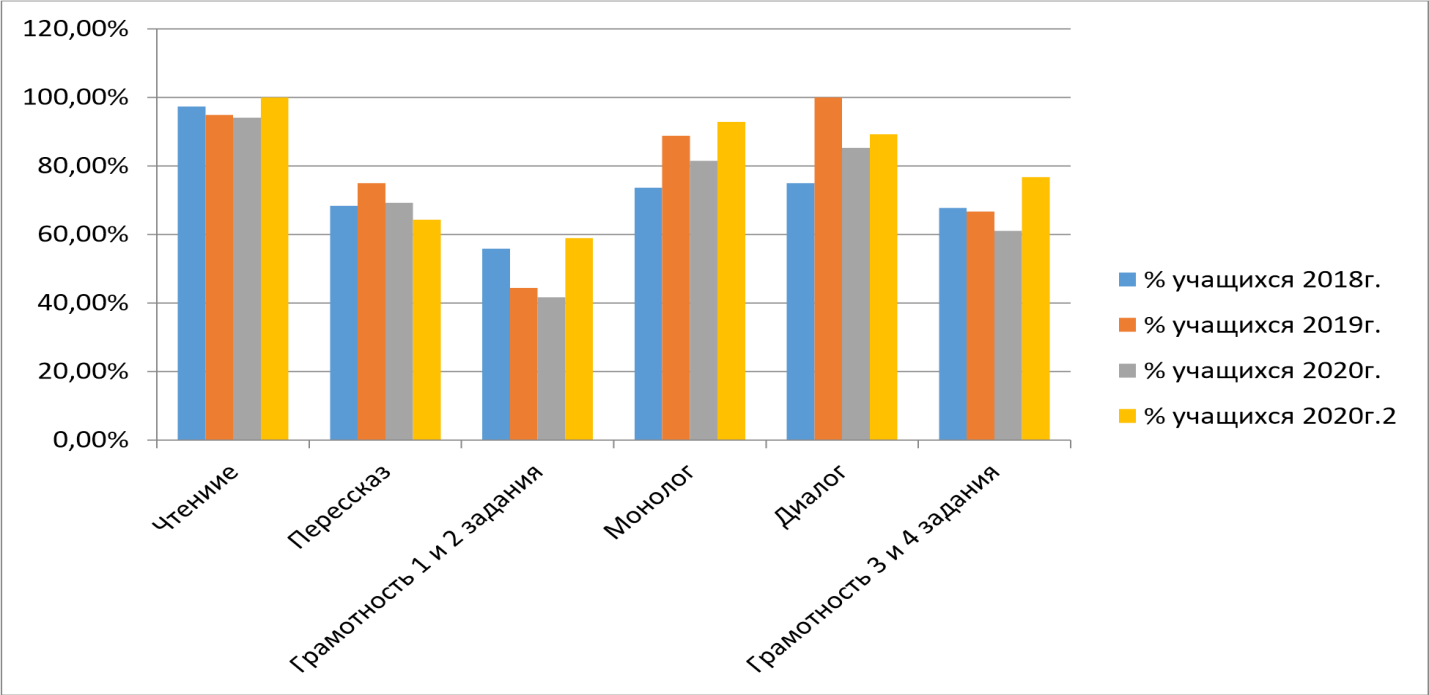 120,00%
100,00%
80,00%
60,00%
40,00%
20,00%
0,00%
Чтениие
Перессказ
Грамотность 1 и 2 задания
Монолог
Диалог
Грамотность 3 и 4 задания
% учащихся 2018г.
% учащихся 2019г.
% учащихся 2020г.
% учащихся 2020г.2